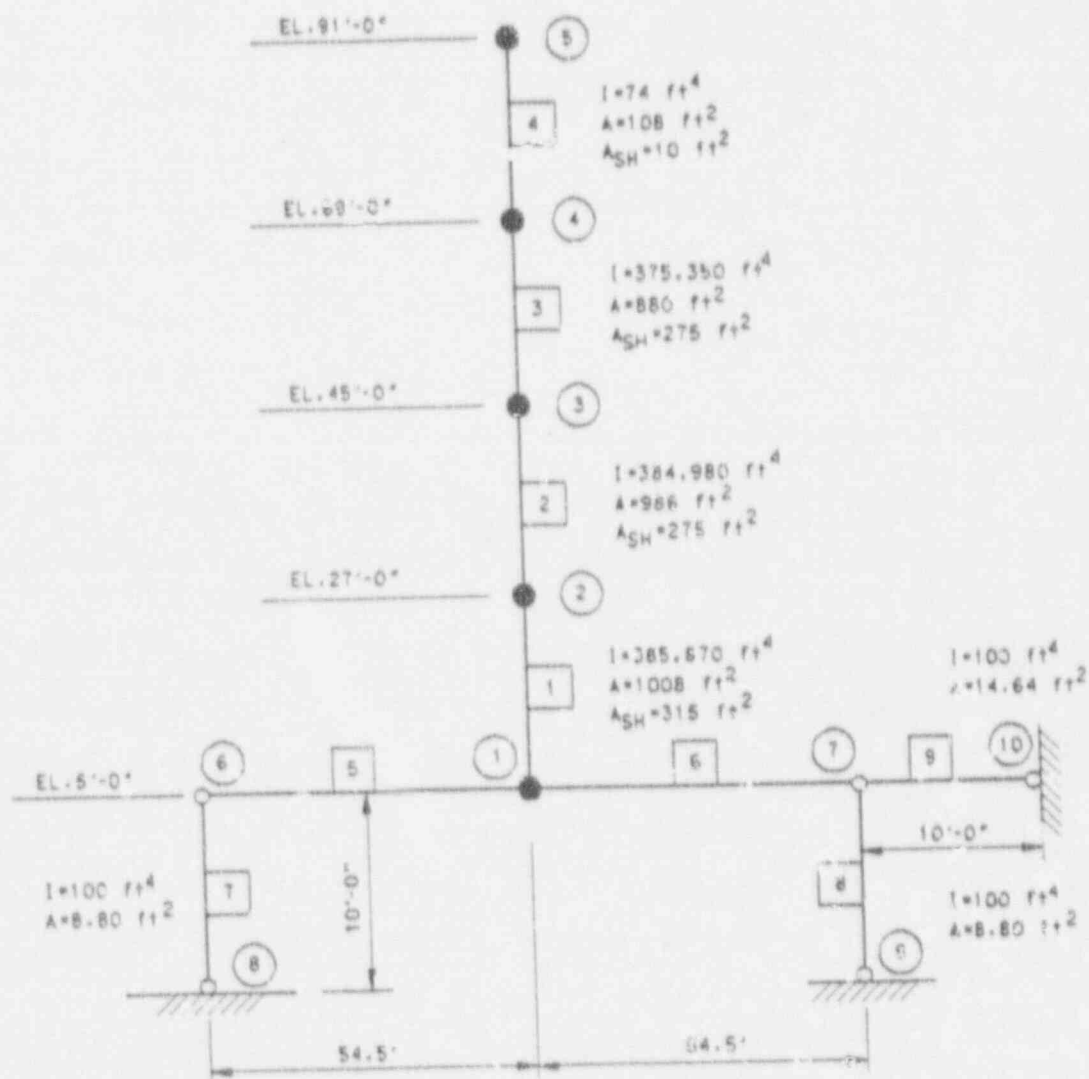 EL.91'-0"
5
4
I=74 ft4
A=108 ft2
ASH=10 ft2
EL.69'-0"
4
3
I=375.350 ft4
A=880 ft2
ASH=275 ft2
EL.45'-0"
3
2
I=384.980 ft4
A=986 ft2
ASH=275 ft2
EL.27'-0"
2
1
I=385.670 ft4
A=1008 ft2
ASH=315 ft2
I=100 ft4
A=14.64 ft2
6
5
1
6
7
9
10
EL.5'-0"
10'-0"
I=100 ft4
A=8.80 ft2
7
10'-0"
8
I=100 ft4
A=8.80 ft2
8
9
54.5'